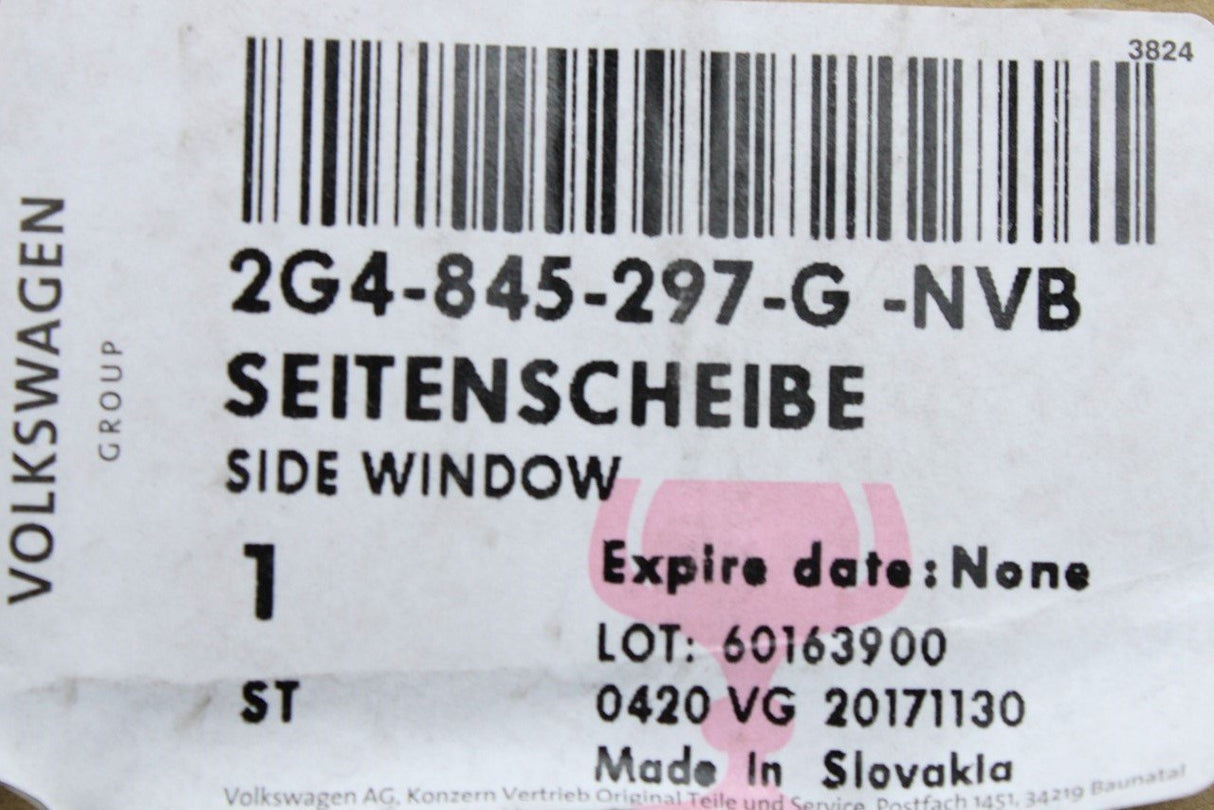 3824
VOLKSWAGEN
GROUP
2G4-845-297-G -NVB
SEITENSCHEIBE
SIDE WINDOW
1
Expire date: None
LOT: 60163900
ST
0420 VG 20171130
Made In Slovakia
Volkswagen AG, Konzern Vertrieb Original Teile und Service, Postfach 1451, 34219 Baunatal